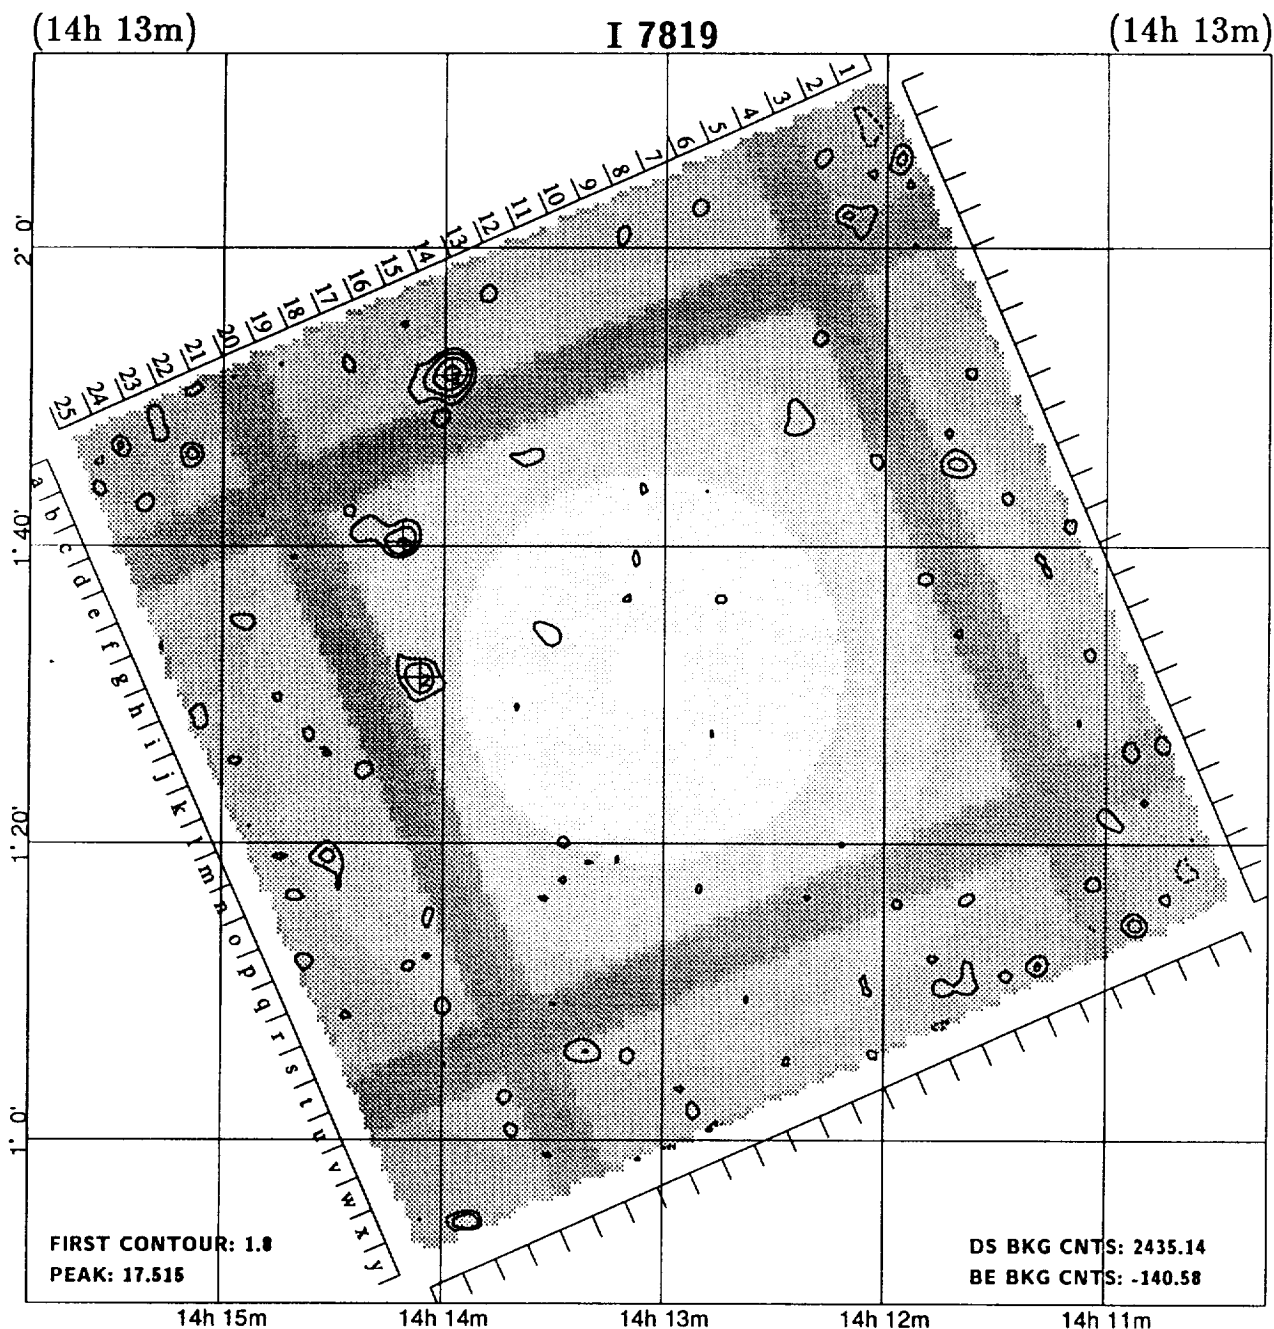 (14h 13m) I 7819 (14h 13m)
1 2 3 4 5 6 7 8 9 10 11 12 13 14 15 16 17 18 19 20 21 22 23 24 25
2° 0'
1° 40'
1° 20'
1° 0'
a b c d e f g h i j k l m n o p q r s t u v w x y
FIRST CONTOUR: 1.8
PEAK: 17.515
DS BKG CNTS: 2435.14
BE BKG CNTS: -140.58
14h 15m 14h 14m 14h 13m 14h 12m 14h 11m